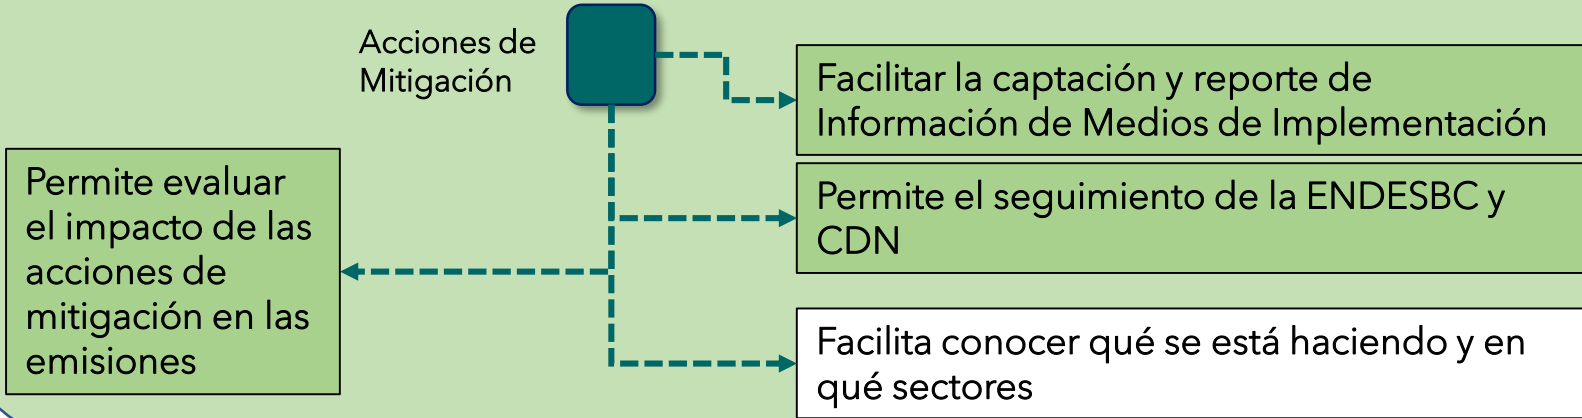 Acciones de
Mitigación
Facilitar la captación y reporte de
Información de Medios de Implementación
Permite evaluar
el impacto de las
acciones de
mitigación en las
emisiones
Permite el seguimiento de la ENDESBC y
CDN
Facilita conocer qué se está haciendo y en
qué sectores